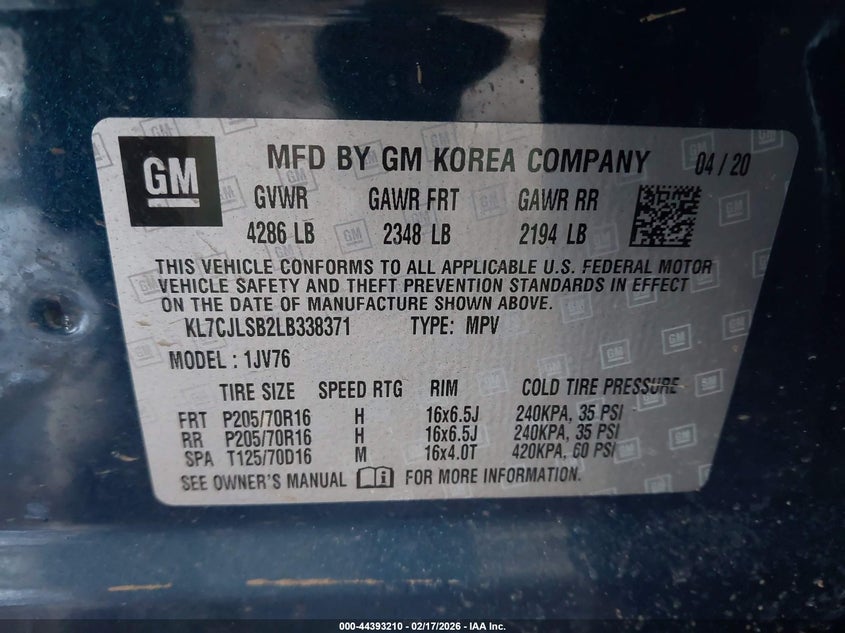 GM
MFD BY GM KOREA COMPANY 04 / 20
GVWR GAWR FRT GAWR RR
4286 LB 2348 LB 2194 LB
THIS VEHICLE CONFORMS TO ALL APPLICABLE U.S. FEDERAL MOTOR
VEHICLE SAFETY AND THEFT PREVENTION STANDARDS IN EFFECT
ON THE DATE OF MANUFACTURE SHOWN ABOVE.
KL7CJLSB2LB338371 TYPE: MPV
MODEL : 1JV76
TIRE SIZE SPEED RTG RIM COLD TIRE PRESSURE
FRT P205/70R16 H 16x6.5J 240KPA, 35 PSI
RR P205/70R16 H 16x6.5J 240KPA, 35 PSI
SPA T125/70D16 M 16x4.0T 420KPA, 60 PSI
SEE OWNER'S MANUAL FOR MORE INFORMATION.
000-44393210 - 02/17/2026 - IAA Inc.